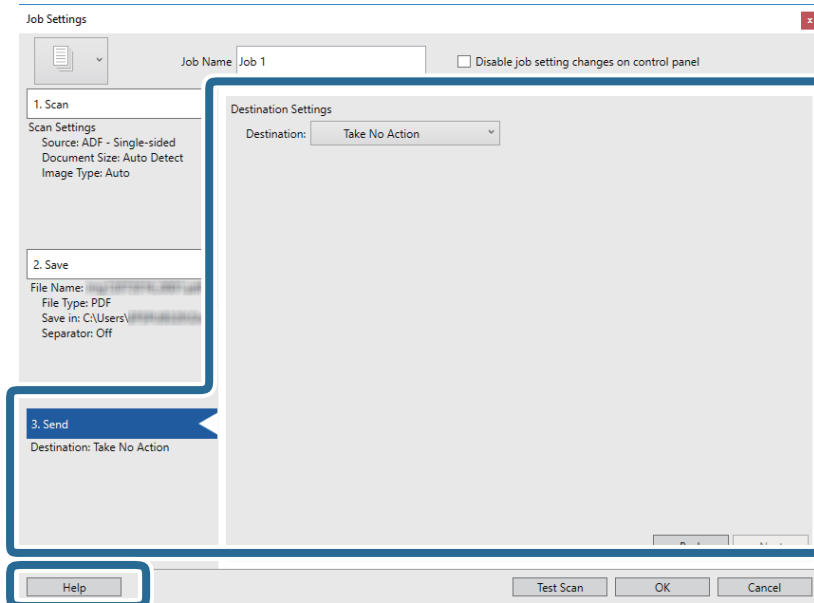 Job Settings
Job Name Job 1
Disable job setting changes on control panel
1. Scan
Scan Settings
Source: ADF - Single-sided
Document Size: Auto Detect
Image Type: Auto
2. Save
File Name:
File Type: PDF
Save in: C:\Users\
Separator: Off
3. Send
Destination: Take No Action
Destination Settings
Destination: Take No Action
Help
Test Scan
OK
Cancel